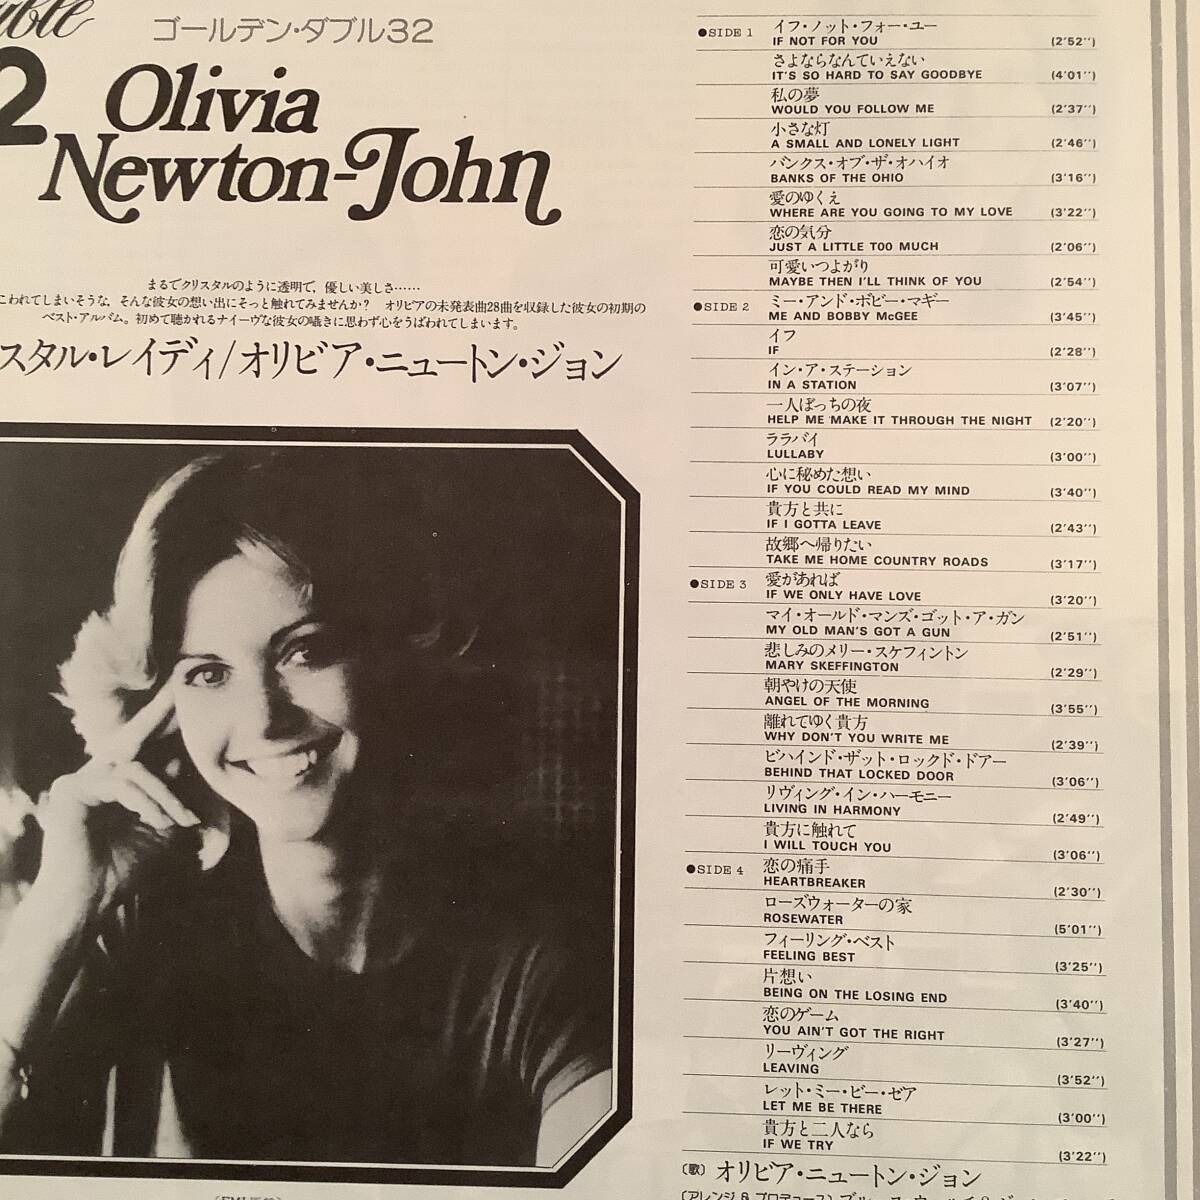 ゴールデン・ダブル32
2 Olivia
Newton-John
まるでクリスタルのように透明で、優しい美しさ……
こわれてしまいそうな、そんな彼女の想い出にそっと触れてみませんか? オリビアの未発表曲28曲を収録した彼女の初期の
ベスト・アルバム。初めて聴かれるナイーヴな彼女の囁きに思わず心をうばわれてしまいます。
スタル・レイディ/オリビア・ニュートン・ジョン
●SIDE 1
イフ・ノット・フォー・ユー
IF NOT FOR YOU (2'52'')
さよならなんていえない
IT'S SO HARD TO SAY GOODBYE (4'01'')
私の夢
WOULD YOU FOLLOW ME (2'37'')
小さな灯
A SMALL AND LONELY LIGHT (2'46'')
バンクス・オブ・ザ・オハイオ
BANKS OF THE OHIO (3'16'')
愛のゆくえ
WHERE ARE YOU GOING TO MY LOVE (3'22'')
恋の気分
JUST A LITTLE TOO MUCH (2'06'')
可愛いつよがり
MAYBE THEN I'LL THINK OF YOU (2'54'')
●SIDE 2
ミー・アンド・ボビー・マギー
ME AND BOBBY McGEE (3'45'')
イフ
IF (2'28'')
イン・ア・ステーション
IN A STATION (3'07'')
一人ぼっちの夜
HELP ME MAKE IT THROUGH THE NIGHT (2'20'')
ララバイ
LULLABY (3'00'')
心に秘めた想い
IF YOU COULD READ MY MIND (3'40'')
貴方と共に
IF I GOTTA LEAVE (2'43'')
故郷へ帰りたい
TAKE ME HOME COUNTRY ROADS (3'17'')
●SIDE 3
愛があれば
IF WE ONLY HAVE LOVE (3'20'')
マイ・オールド・マンズ・ゴット・ア・ガン
MY OLD MAN'S GOT A GUN (2'51'')
悲しみのメリー・スケフィントン
MARY SKEFFINGTON (2'29'')
朝やけの天使
ANGEL OF THE MORNING (3'55'')
離れてゆく貴方
WHY DON'T YOU WRITE ME (2'39'')
ビハインド・ザット・ロックド・ドアー
BEHIND THAT LOCKED DOOR (3'06'')
リヴィング・イン・ハーモニー
LIVING IN HARMONY (2'49'')
貴方に触れて
I WILL TOUCH YOU (3'06'')
●SIDE 4
恋の痛手
HEARTBREAKER (2'30'')
ローズウォーターの家
ROSEWATER (5'01'')
フィーリング・ベスト
FEELING BEST (3'25'')
片想い
BEING ON THE LOSING END (3'40'')
恋のゲーム
YOU AIN'T GOT THE RIGHT (3'27'')
リーヴィング
LEAVING (3'52'')
レット・ミー・ビー・ゼア
LET ME BE THERE (3'00'')
貴方と二人なら
IF WE TRY (3'22'')
〔歌〕オリビア・ニュートン・ジョン